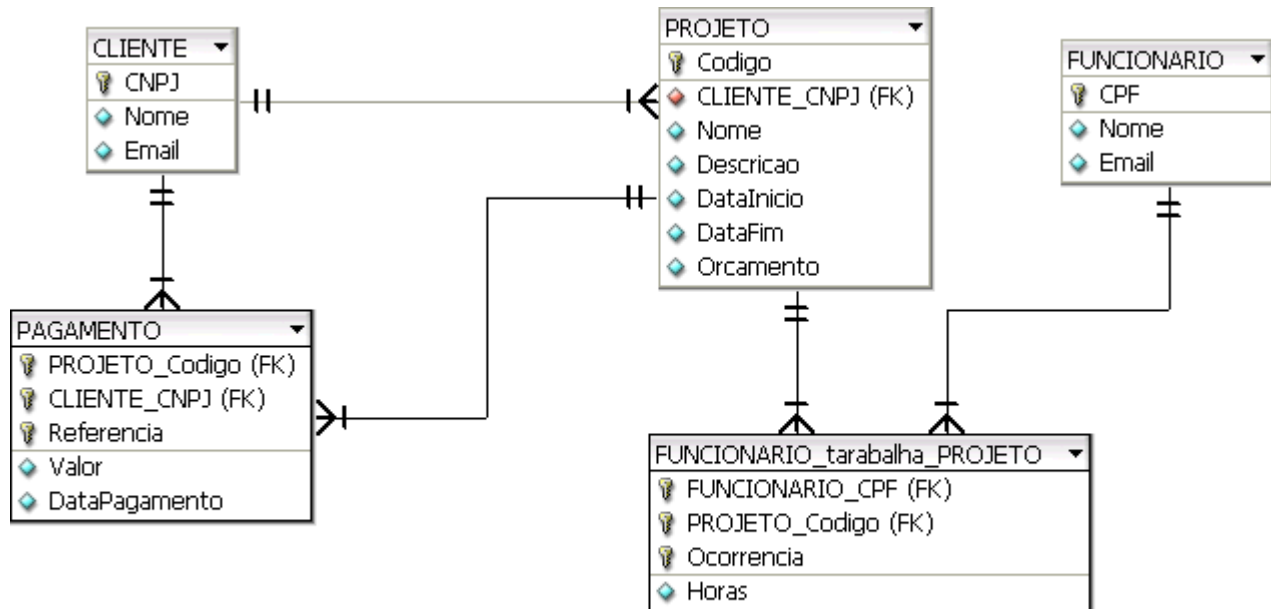 CLIENTE
CNPJ
Nome
Email
PROJETO
Codigo
CLIENTE_CNPJ (FK)
Nome
Descricao
DataInicio
DataFim
Orcamento
FUNCIONARIO
CPF
Nome
Email
PAGAMENTO
PROJETO_Codigo (FK)
CLIENTE_CNPJ (FK)
Referencia
Valor
DataPagamento
FUNCIONARIO_tarabalha_PROJETO
FUNCIONARIO_CPF (FK)
PROJETO_Codigo (FK)
Ocorrencia
Horas